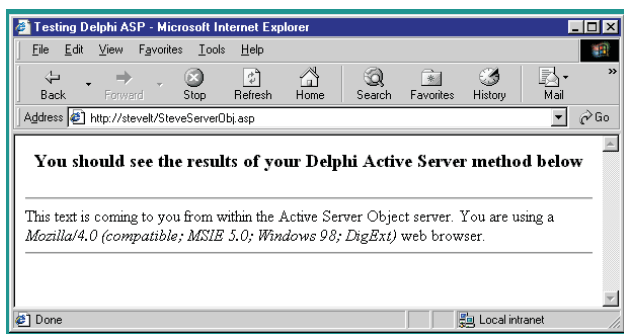 Testing Delphi ASP - Microsoft Internet Explorer
File Edit View Favorites Tools Help
Back Forward Stop Refresh Home Search Favorites History Mail »
Address http://stevelt/SteveServerObj.asp Go
You should see the results of your Delphi Active Server method below
This text is coming to you from within the Active Server Object server. You are using a
Mozilla/4.0 (compatible; MSIE 5.0; Windows 98; DigExt) web browser.
Done Local intranet